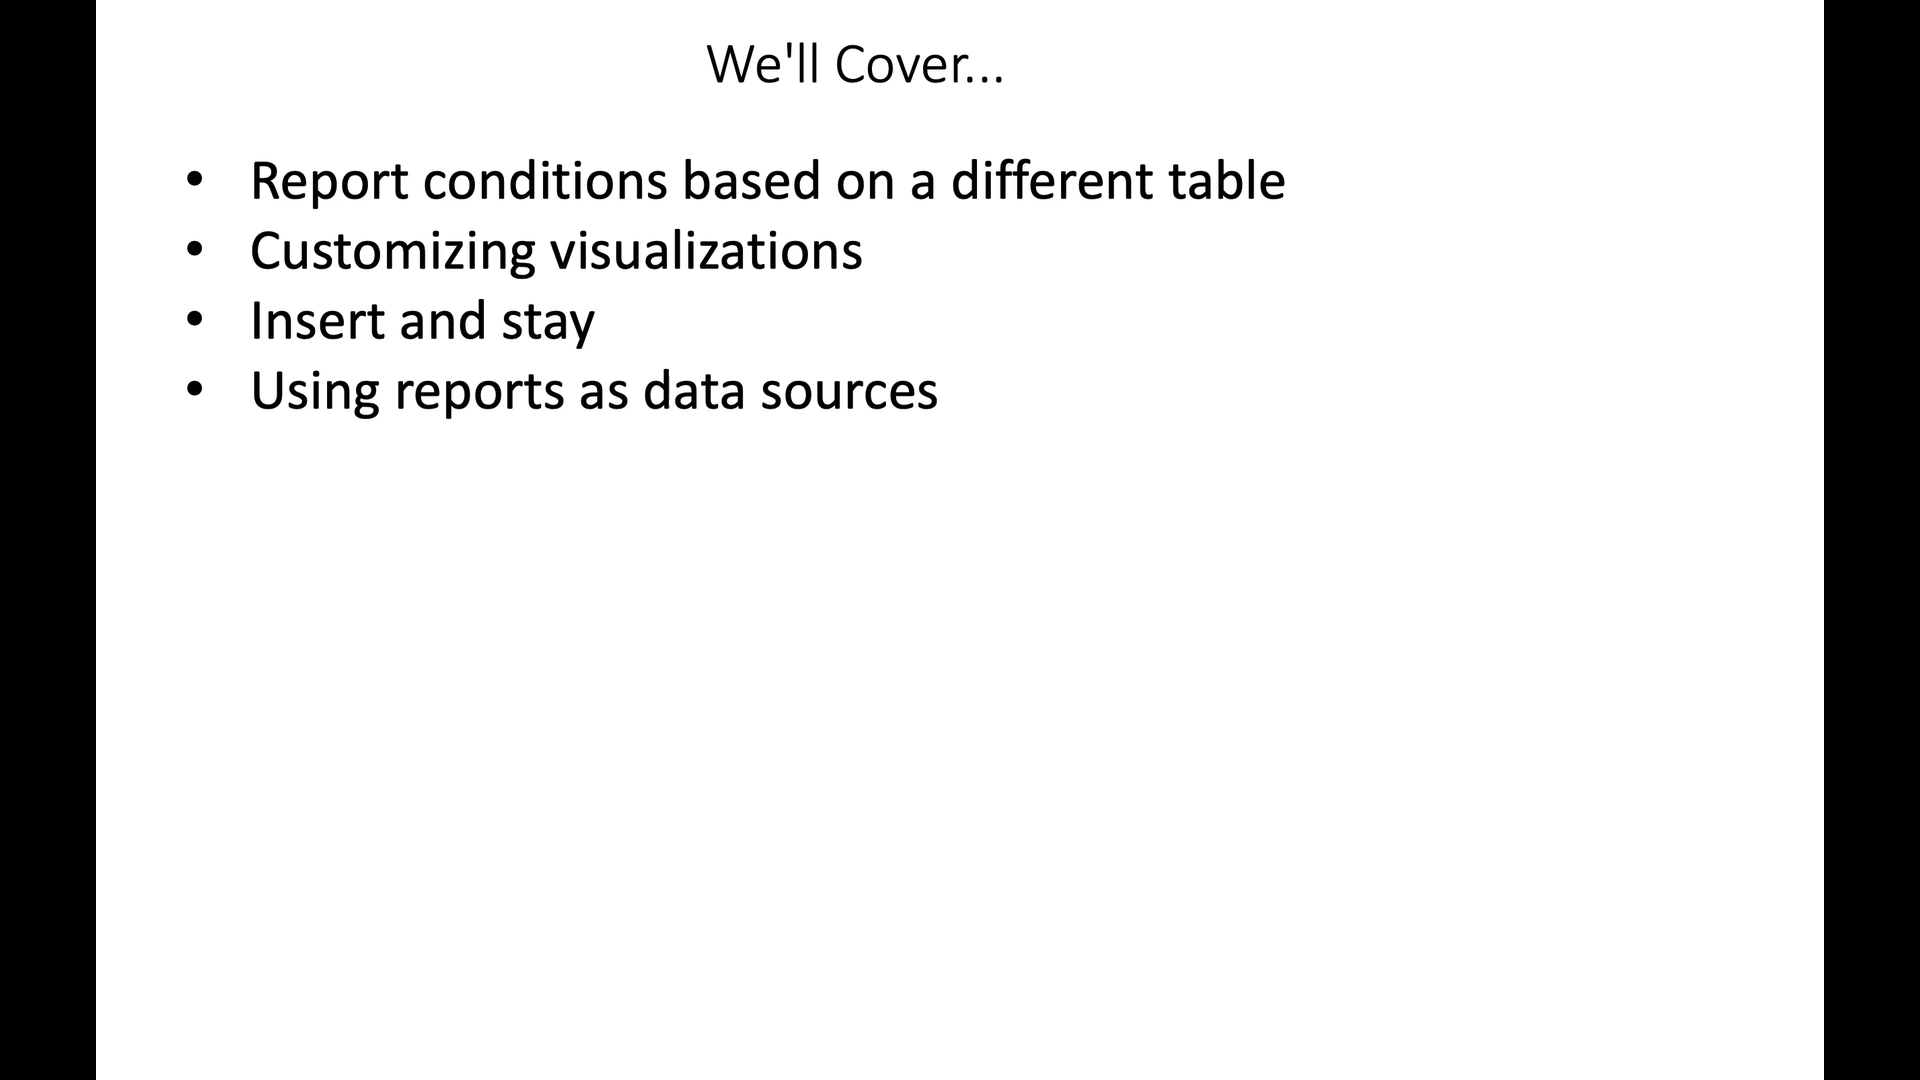 We'll Cover...
• Report conditions based on a different table
• Customizing visualizations
• Insert and stay
• Using reports as data sources